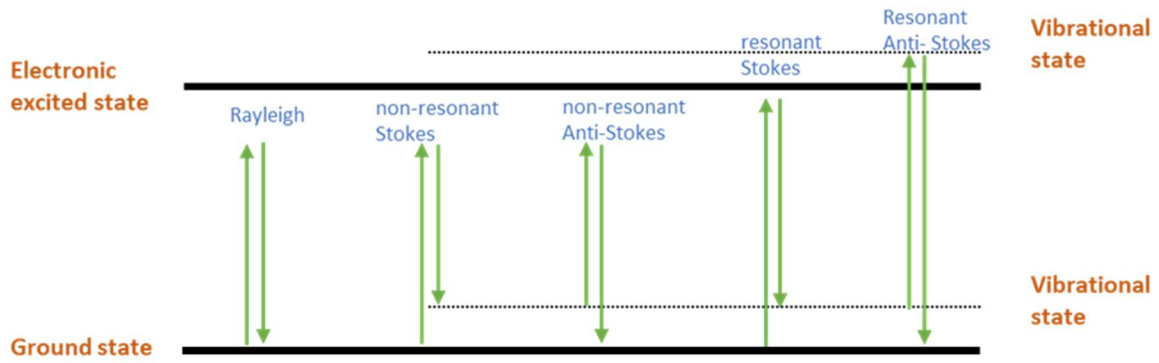 Electronic
excited state
Rayleigh
non-resonant
Stokes
non-resonant
Anti-Stokes
resonant
Stokes
Resonant
Anti- Stokes
Vibrational
state
Vibrational
state
Ground state